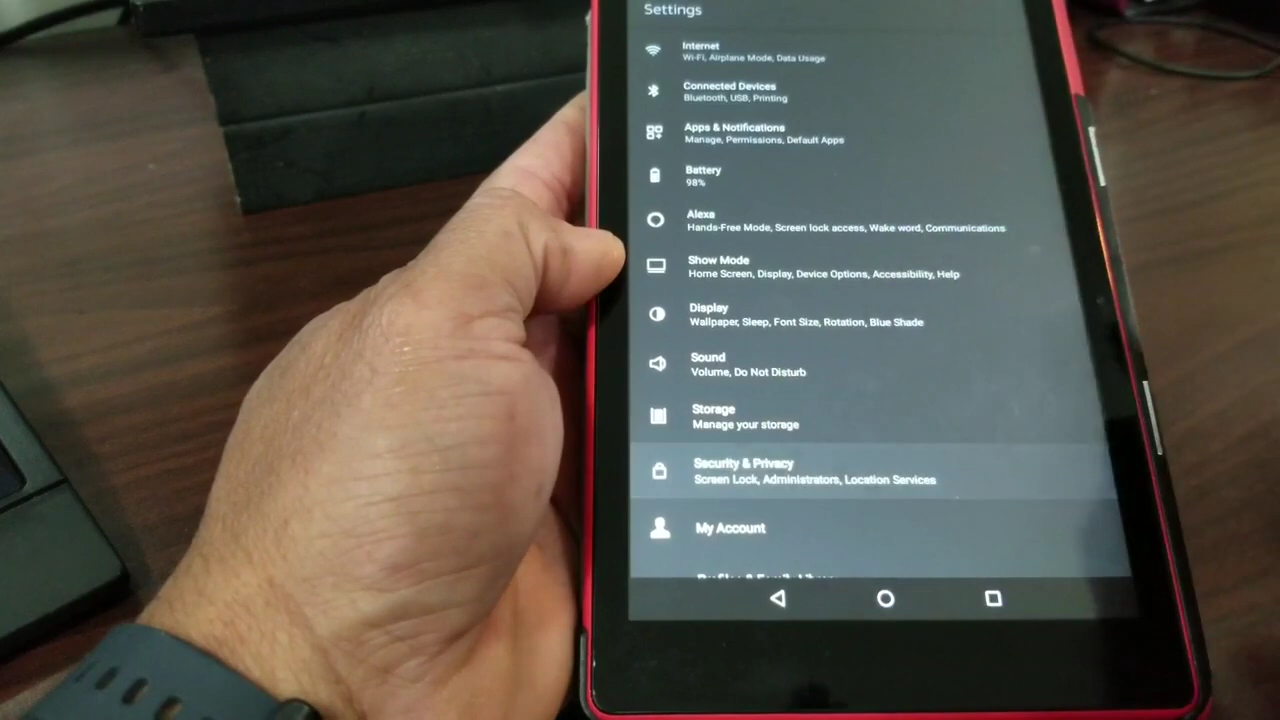 Settings
Internet
Wi-Fi, Airplane Mode, Data Usage
Connected Devices
Bluetooth, USB, Printing
Apps & Notifications
Manage, Permissions, Default Apps
Battery
98%
Alexa
Hands-Free Mode, Screen lock access, Wake word, Communications
Show Mode
Home Screen, Display, Device Options, Accessibility, Help
Display
Wallpaper, Sleep, Font Size, Rotation, Blue Shade
Sound
Volume, Do Not Disturb
Storage
Manage your storage
Security & Privacy
Screen Lock, Administrators, Location Services
My Account